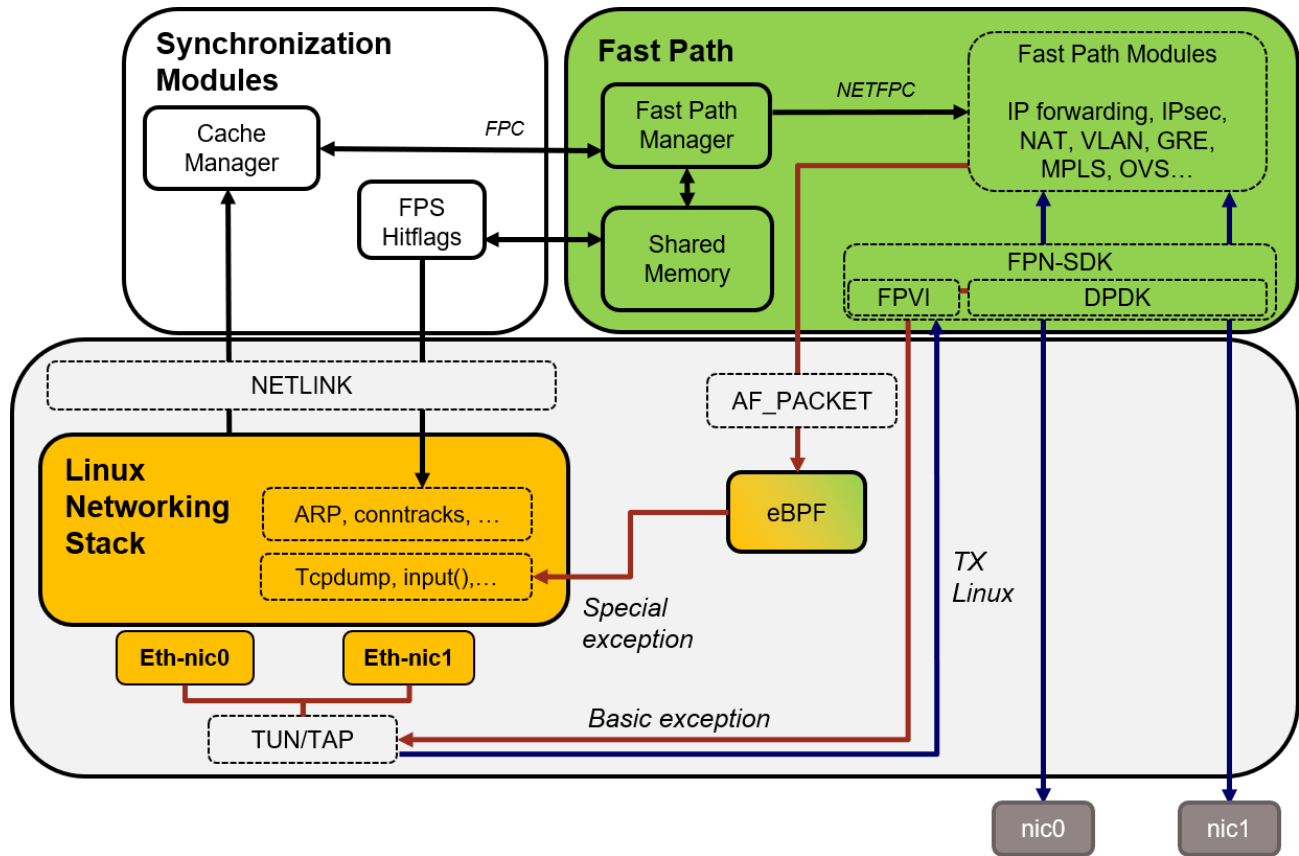 Synchronization
Modules
Cache
Manager
FPS
Hitflags
FPC
Fast Path
Fast Path
Manager
Shared
Memory
NETFPC
Fast Path Modules
IP forwarding, IPsec,
NAT, VLAN, GRE,
MPLS, OVS…
FPN-SDK
FPVI
DPDK
NETLINK
AF_PACKET
Linux
Networking
Stack
ARP, conntracks, …
Tcpdump, input(),…
eBPF
Special
exception
TX
Linux
Eth-nic0
Eth-nic1
Basic exception
TUN/TAP
nic0
nic1